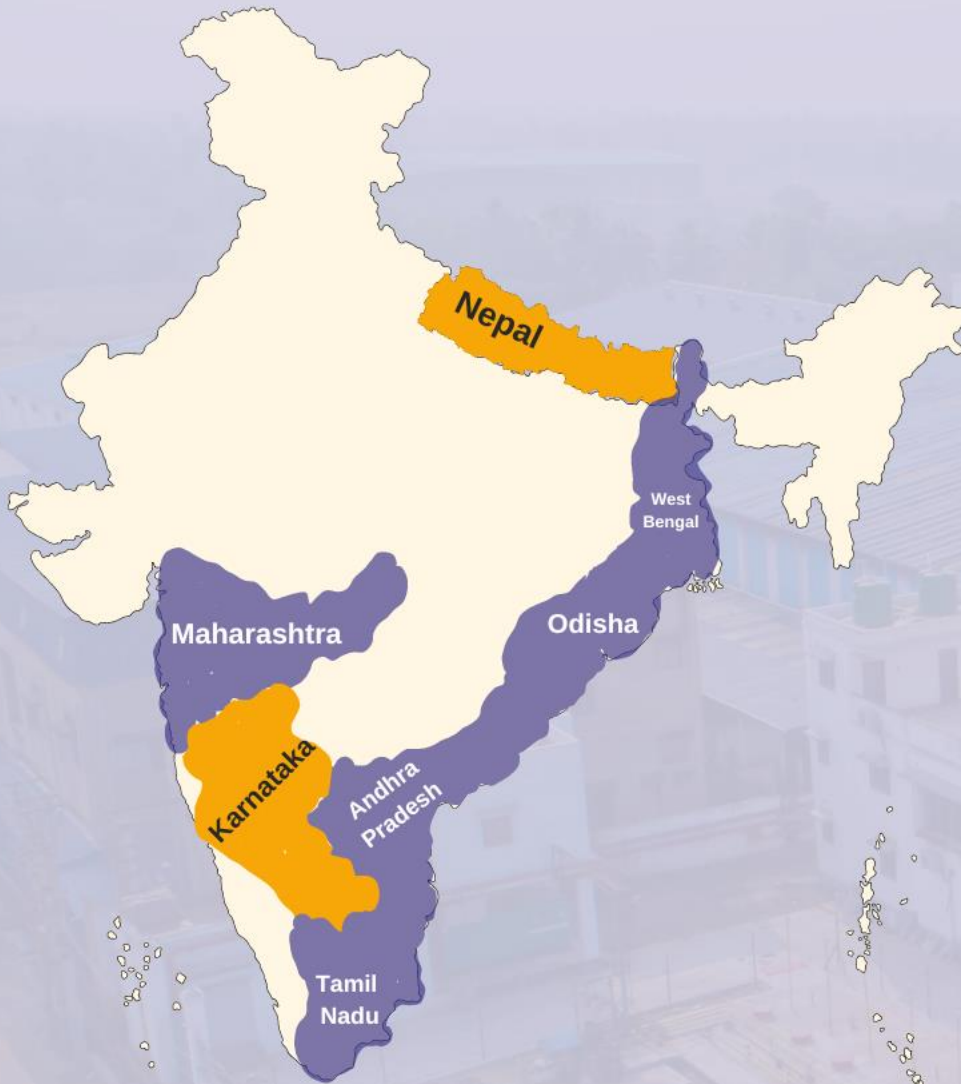 Nepal
West
Bengal
Maharashtra
Odisha
Karnataka
Andhra
Pradesh
Tamil
Nadu